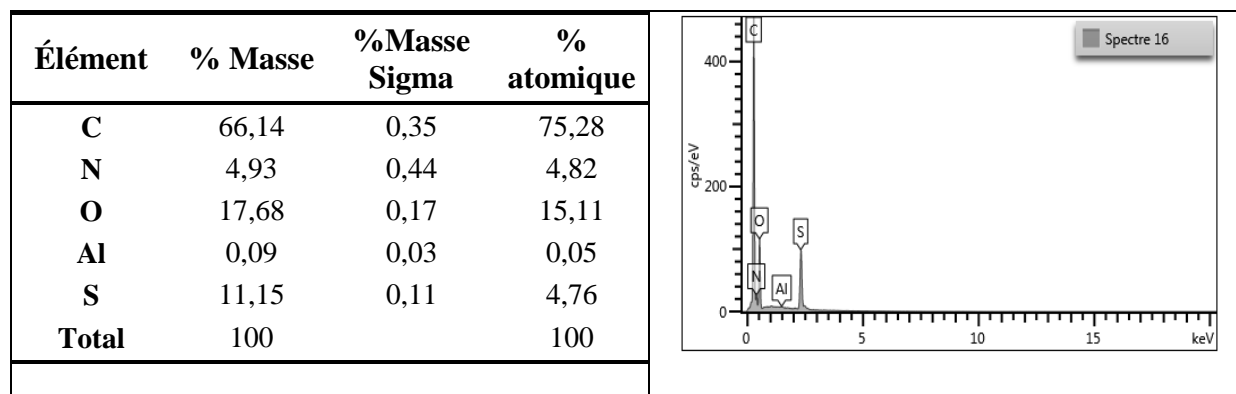 Élément % Masse %Masse Sigma % atomique
C 66,14 0,35 75,28
N 4,93 0,44 4,82
O 17,68 0,17 15,11
Al 0,09 0,03 0,05
S 11,15 0,11 4,76
Total 100 100
Spectre 16
C
400
cps/eV
200
O
S
N
Al
0
0 5 10 15 keV